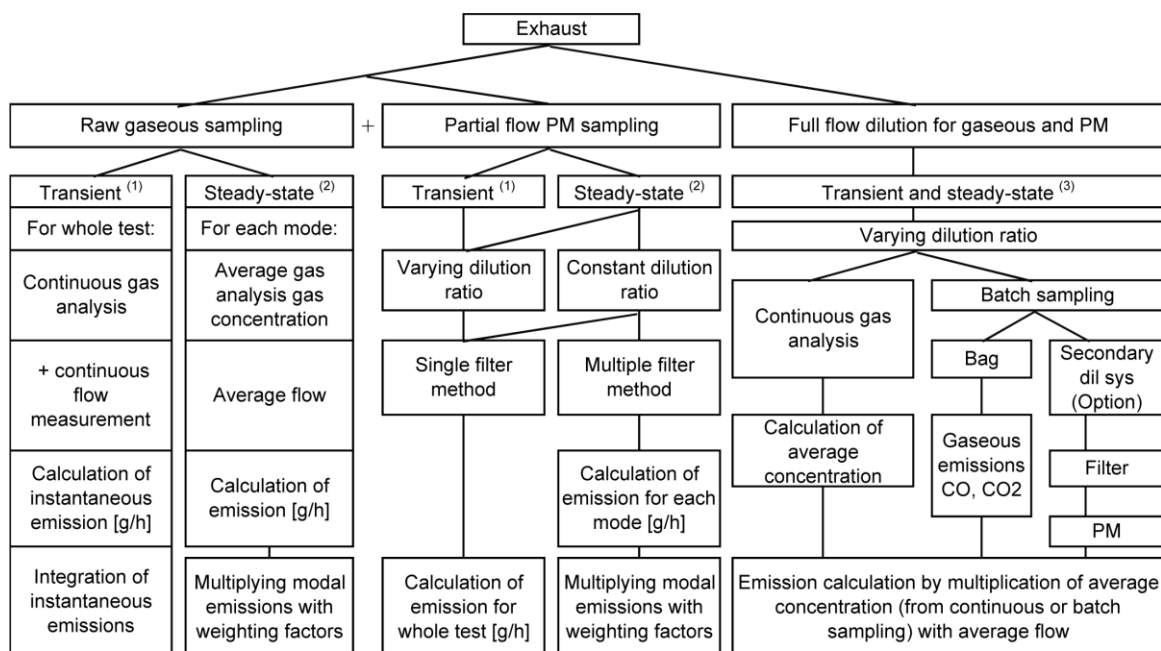 Exhaust
Raw gaseous sampling
+
Partial flow PM sampling
Full flow dilution for gaseous and PM
Transient (1)
Steady-state (2)
Transient (1)
Steady-state (2)
Transient and steady-state (3)
For whole test:
For each mode:
Varying dilution ratio
Continuous gas
analysis
Average gas
analysis gas
concentration
Varying dilution
ratio
Constant dilution
ratio
Continuous gas
analysis
Batch sampling
+ continuous
flow
measurement
Average flow
Single filter
method
Multiple filter
method
Bag
Secondary
dil sys
(Option)
Calculation of
average
concentration
Gaseous
emissions
CO, CO2
Filter
PM
Calculation of
instantaneous
emission [g/h]
Calculation of
emission [g/h]
Calculation of
emission for each
mode [g/h]
Integration of
instantaneous
emissions
Multiplying modal
emissions with
weighting factors
Calculation of
emission for
whole test [g/h]
Multiplying modal
emissions with
weighting factors
Emission calculation by multiplication of average
concentration (from continuous or batch
sampling) with average flow